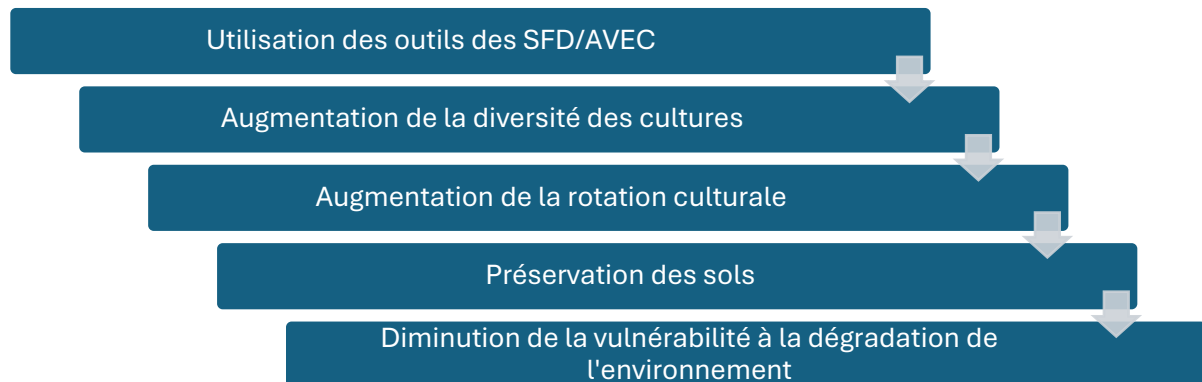 Utilisation des outils des SFD/AVEC
Augmentation de la diversité des cultures
Augmentation de la rotation culturale
Préservation des sols
Diminution de la vulnérabilité à la dégradation de
l'environnement